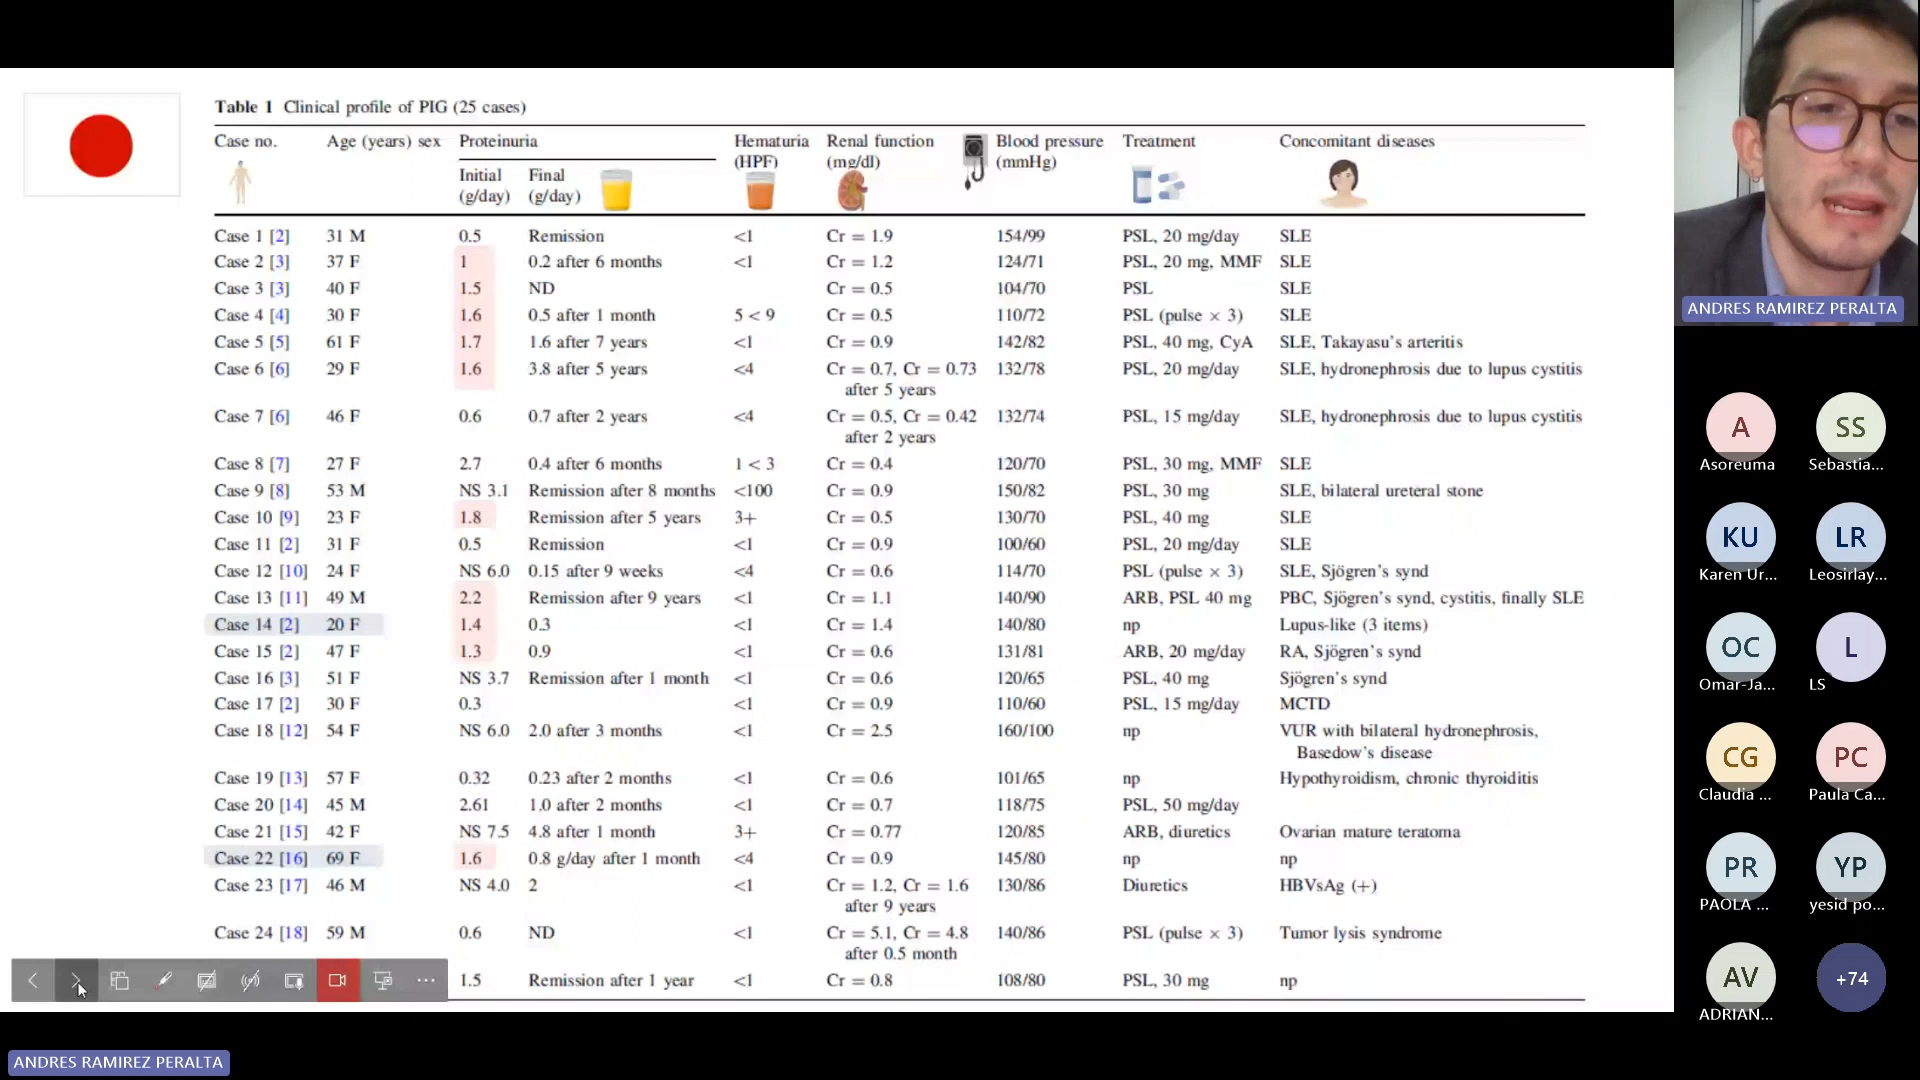 Table 1 Clinical profile of PIG (25 cases)
Case no. Age (years) sex Proteinuria Hematuria (HPF) Renal function (mg/dl) Blood pressure (mmHg) Treatment Concomitant diseases
Initial (g/day) Final (g/day)
Case 1 [2] 31 M 0.5 Remission <1 Cr = 1.9 154/99 PSL, 20 mg/day SLE
Case 2 [3] 37 F 1 0.2 after 6 months <1 Cr = 1.2 124/71 PSL, 20 mg, MMF SLE
Case 3 [3] 40 F 1.5 ND Cr = 0.5 104/70 PSL SLE
Case 4 [4] 30 F 1.6 0.5 after 1 month 5 < 9 Cr = 0.5 110/72 PSL (pulse × 3) SLE
Case 5 [5] 61 F 1.7 1.6 after 7 years <1 Cr = 0.9 142/82 PSL, 40 mg, CyA SLE, Takayasu's arteritis
Case 6 [6] 29 F 1.6 3.8 after 5 years <4 Cr = 0.7, Cr = 0.73 132/78 PSL, 20 mg/day SLE, hydronephrosis due to lupus cystitis
after 5 years
Case 7 [6] 46 F 0.6 0.7 after 2 years <4 Cr = 0.5, Cr = 0.42 132/74 PSL, 15 mg/day SLE, hydronephrosis due to lupus cystitis
after 2 years
Case 8 [7] 27 F 2.7 0.4 after 6 months 1 < 3 Cr = 0.4 120/70 PSL, 30 mg, MMF SLE
Case 9 [8] 53 M NS 3.1 Remission after 8 months <100 Cr = 0.9 150/82 PSL, 30 mg SLE, bilateral ureteral stone
Case 10 [9] 23 F 1.8 Remission after 5 years 3+ Cr = 0.5 130/70 PSL, 40 mg SLE
Case 11 [2] 31 F 0.5 Remission <1 Cr = 0.9 100/60 PSL, 20 mg/day SLE
Case 12 [10] 24 F NS 6.0 0.15 after 9 weeks <4 Cr = 0.6 114/70 PSL (pulse × 3) SLE, Sjögren's synd
Case 13 [11] 49 M 2.2 Remission after 9 years <1 Cr = 1.1 140/90 ARB, PSL 40 mg PBC, Sjögren's synd, cystitis, finally SLE
Case 14 [2] 20 F 1.4 0.3 <1 Cr = 1.4 140/80 np Lupus-like (3 items)
Case 15 [2] 47 F 1.3 0.9 <1 Cr = 0.6 131/81 ARB, 20 mg/day RA, Sjögren's synd
Case 16 [3] 51 F NS 3.7 Remission after 1 month <1 Cr = 0.6 120/65 PSL, 40 mg Sjögren's synd
Case 17 [2] 30 F 0.3 <1 Cr = 0.9 110/60 PSL, 15 mg/day MCTD
Case 18 [12] 54 F NS 6.0 2.0 after 3 months <1 Cr = 2.5 160/100 np VUR with bilateral hydronephrosis,
Basedow's disease
Case 19 [13] 57 F 0.32 0.23 after 2 months <1 Cr = 0.6 101/65 np Hypothyroidism, chronic thyroiditis
Case 20 [14] 45 M 2.61 1.0 after 2 months <1 Cr = 0.7 118/75 PSL, 50 mg/day
Case 21 [15] 42 F NS 7.5 4.8 after 1 month 3+ Cr = 0.77 120/85 ARB, diuretics Ovarian mature teratoma
Case 22 [16] 69 F 1.6 0.8 g/day after 1 month <4 Cr = 0.9 145/80 np np
Case 23 [17] 46 M NS 4.0 2 <1 Cr = 1.2, Cr = 1.6 130/86 Diuretics HBVsAg (+)
after 9 years
Case 24 [18] 59 M 0.6 ND <1 Cr = 5.1, Cr = 4.8 140/86 PSL (pulse × 3) Tumor lysis syndrome
after 0.5 month
1.5 Remission after 1 year <1 Cr = 0.8 108/80 PSL, 30 mg np
ANDRES RAMIREZ PERALTA
A SS
Asoreuma Sebastia...
KU LR
Karen Ur... Leosirlay...
OC L
Omar-Ja... LS
CG PC
Claudia ... Paula Ca...
PR YP
PAOLA ... yesid po...
AV +74
ADRIAN...
ANDRES RAMIREZ PERALTA